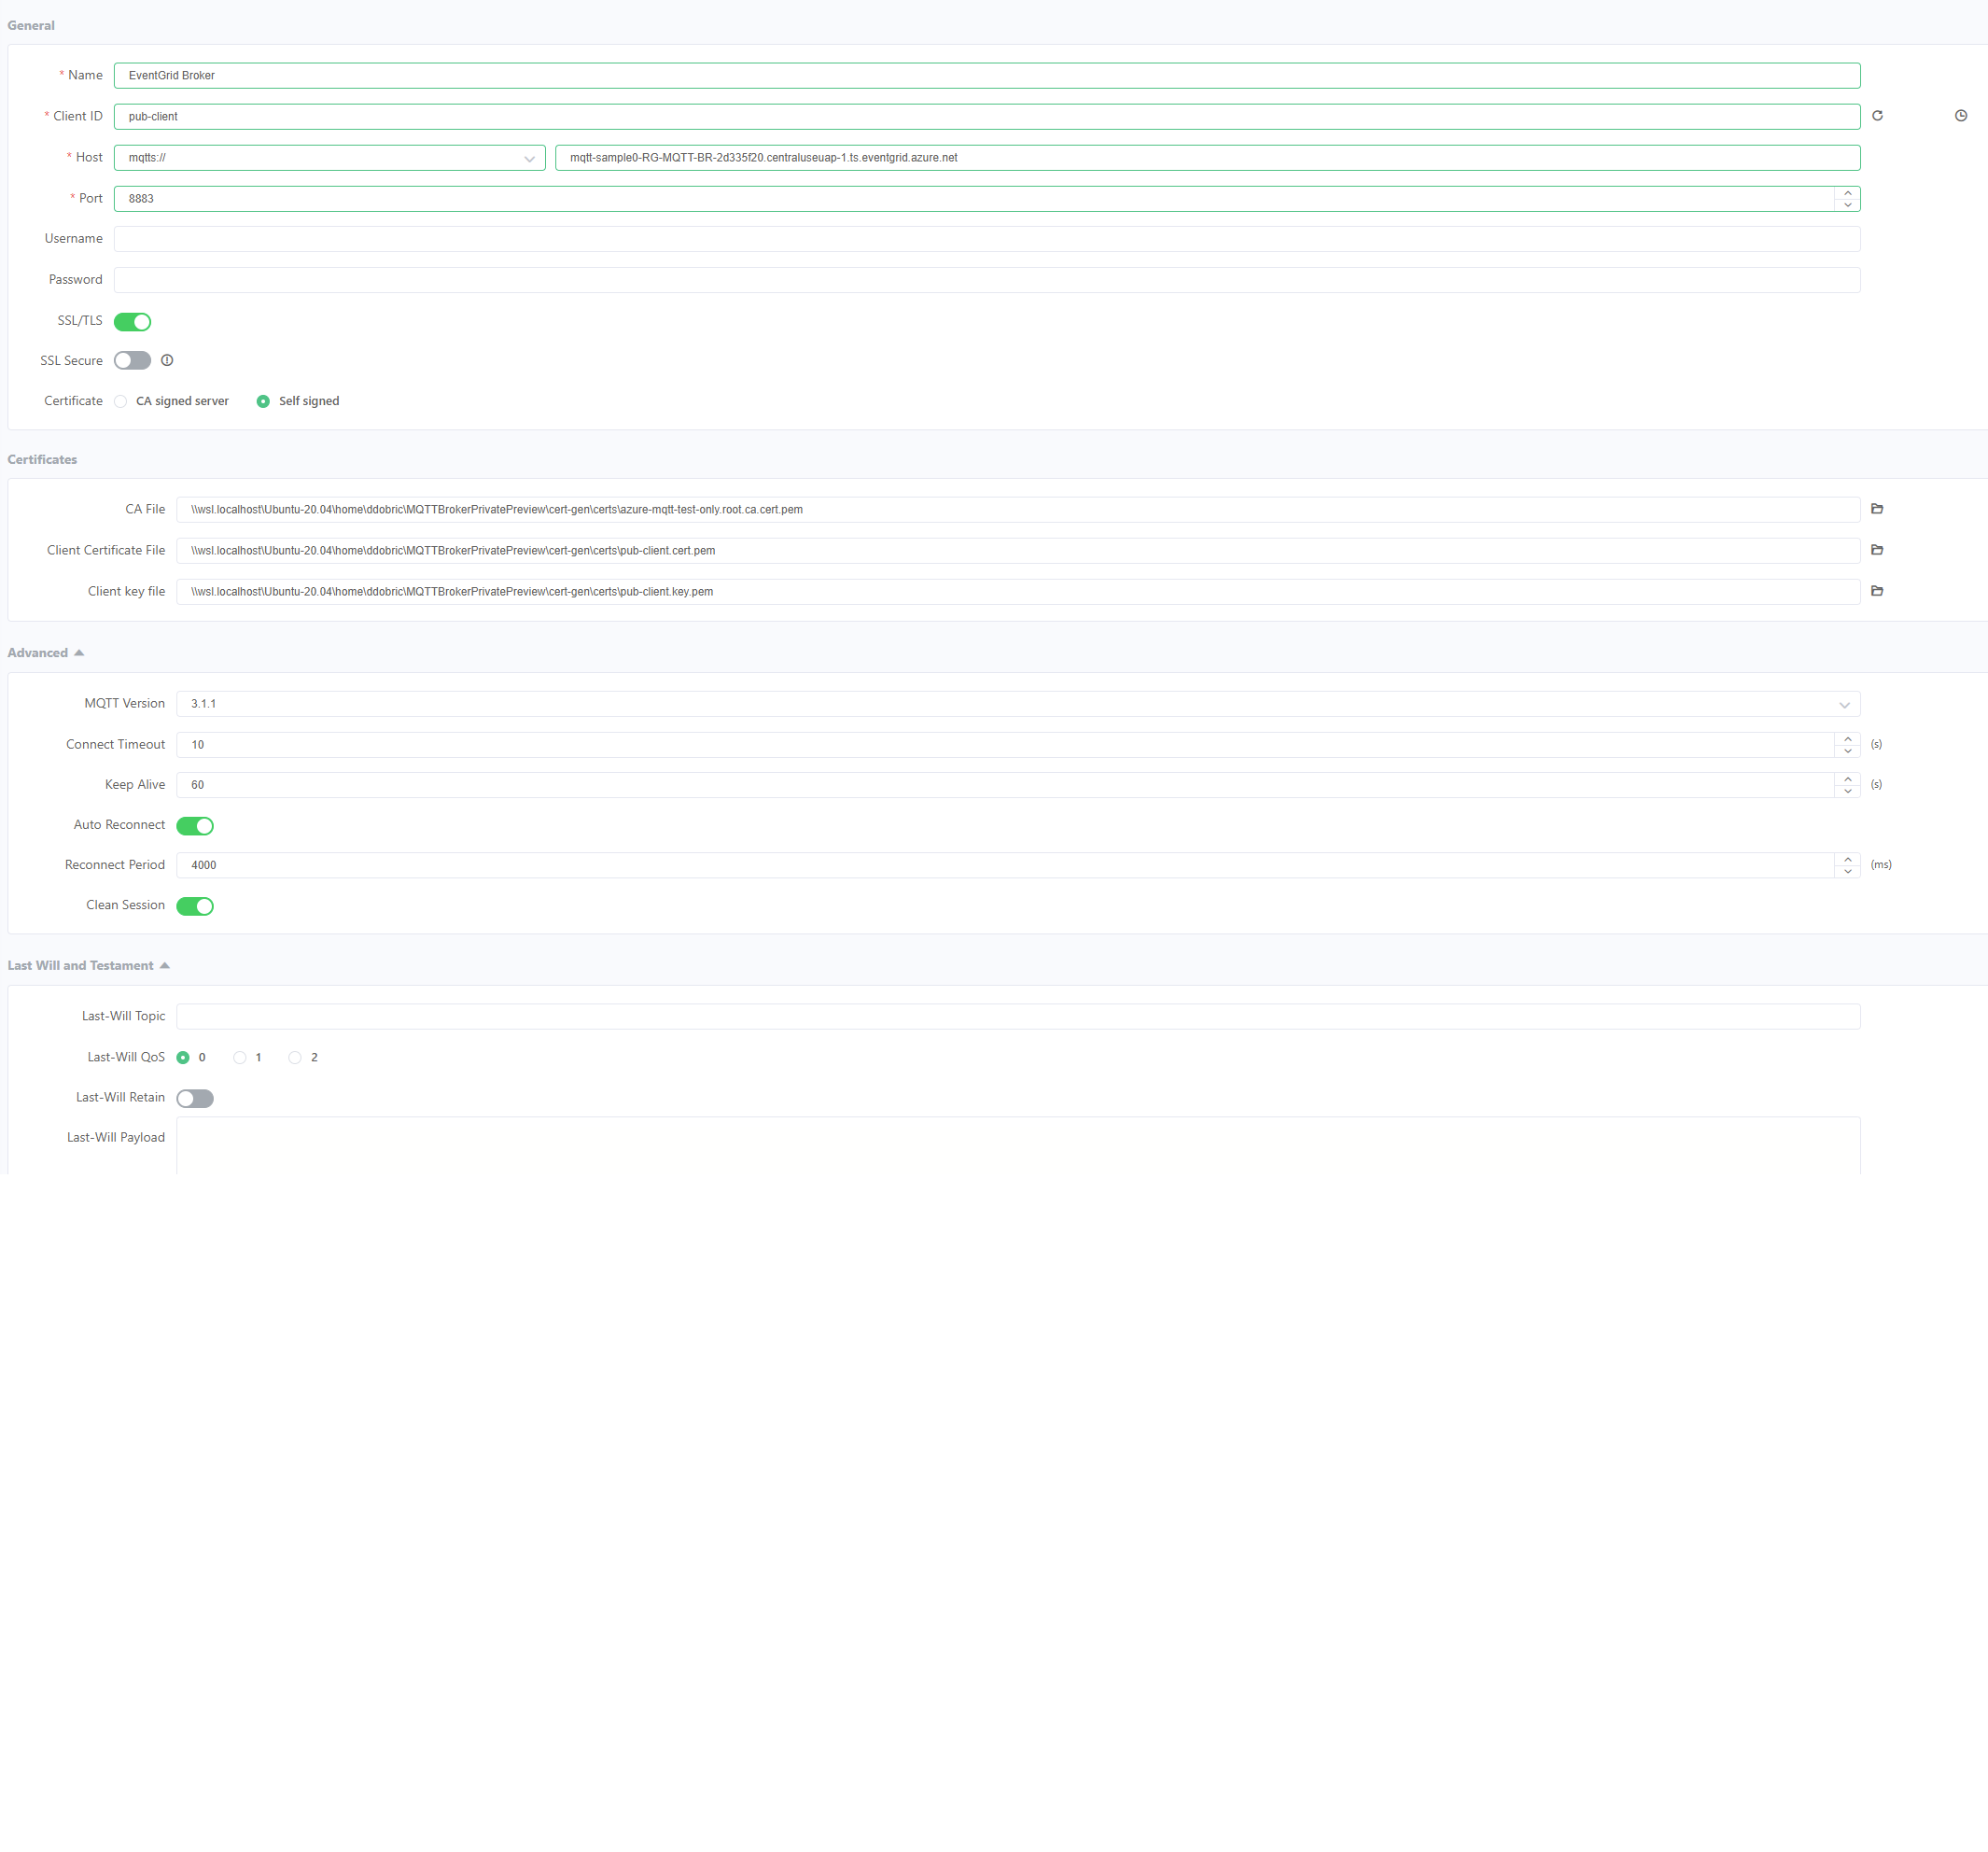 General
* Name EventGrid Broker
* Client ID pub-client
* Host mqtts:// mqtt-sample0-RG-MQTT-BR-2d335f20.centraluseuap-1.ts.eventgrid.azure.net
* Port 8883
Username
Password
SSL/TLS
SSL Secure
Certificate CA signed server Self signed
Certificates
CA File \\wsl.localhost\Ubuntu-20.04\home\ddobric\MQTTBrokerPrivatePreview\cert-gen\certs\azure-mqtt-test-only.root.ca.cert.pem
Client Certificate File \\wsl.localhost\Ubuntu-20.04\home\ddobric\MQTTBrokerPrivatePreview\cert-gen\certs\pub-client.cert.pem
Client key file \\wsl.localhost\Ubuntu-20.04\home\ddobric\MQTTBrokerPrivatePreview\cert-gen\certs\pub-client.key.pem
Advanced
MQTT Version 3.1.1
Connect Timeout 10 (s)
Keep Alive 60 (s)
Auto Reconnect
Reconnect Period 4000 (ms)
Clean Session
Last Will and Testament
Last-Will Topic
Last-Will QoS 0 1 2
Last-Will Retain
Last-Will Payload